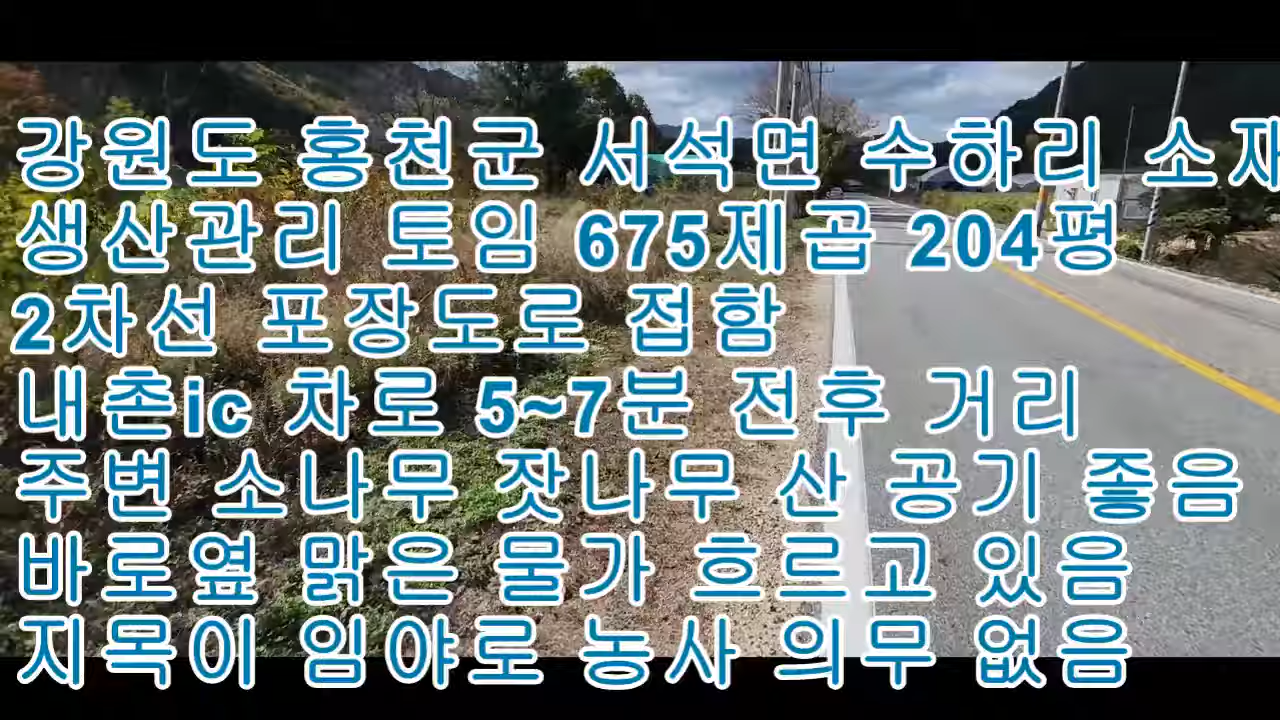 강원도 홍천군 서석면 수하리 소재
생산관리 토임 675제곱 204평
2차선 포장도로 접함
내촌ic 차로 5~7분 전후 거리
주변 소나무 잣나무 산 공기 좋음
바로옆 맑은 물가 흐르고 있음
지목이 임야로 농사 의무 없음